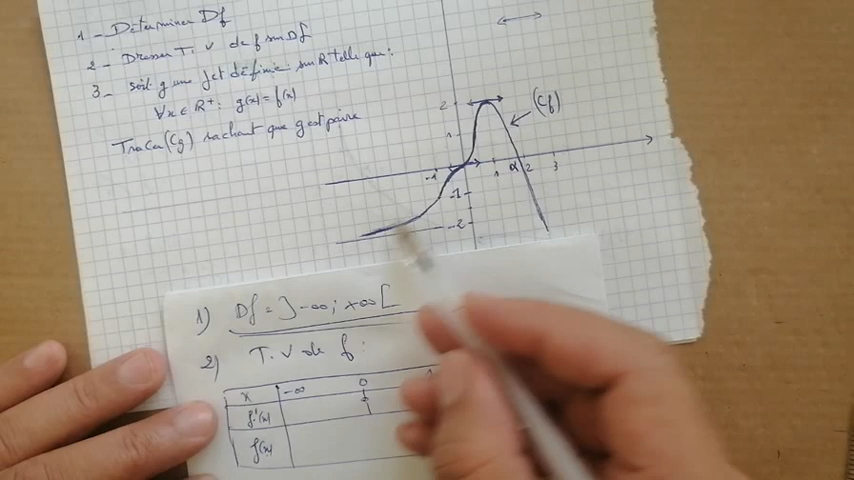 1 - Déterminer Df
2 - Dresser T. V de f sur Df
3 - Soit g une fct définie sur R telle que:
∀x ∈ R+: g(x) = f(x)
Tracer (Cg) sachant que g est paire
2
(Cf)
1
-1
1
α
2
3
-1
-2
1) Df = ]-∞; +∞[
2) T. V de f :
x -∞ 0
f'(x)
f(x)